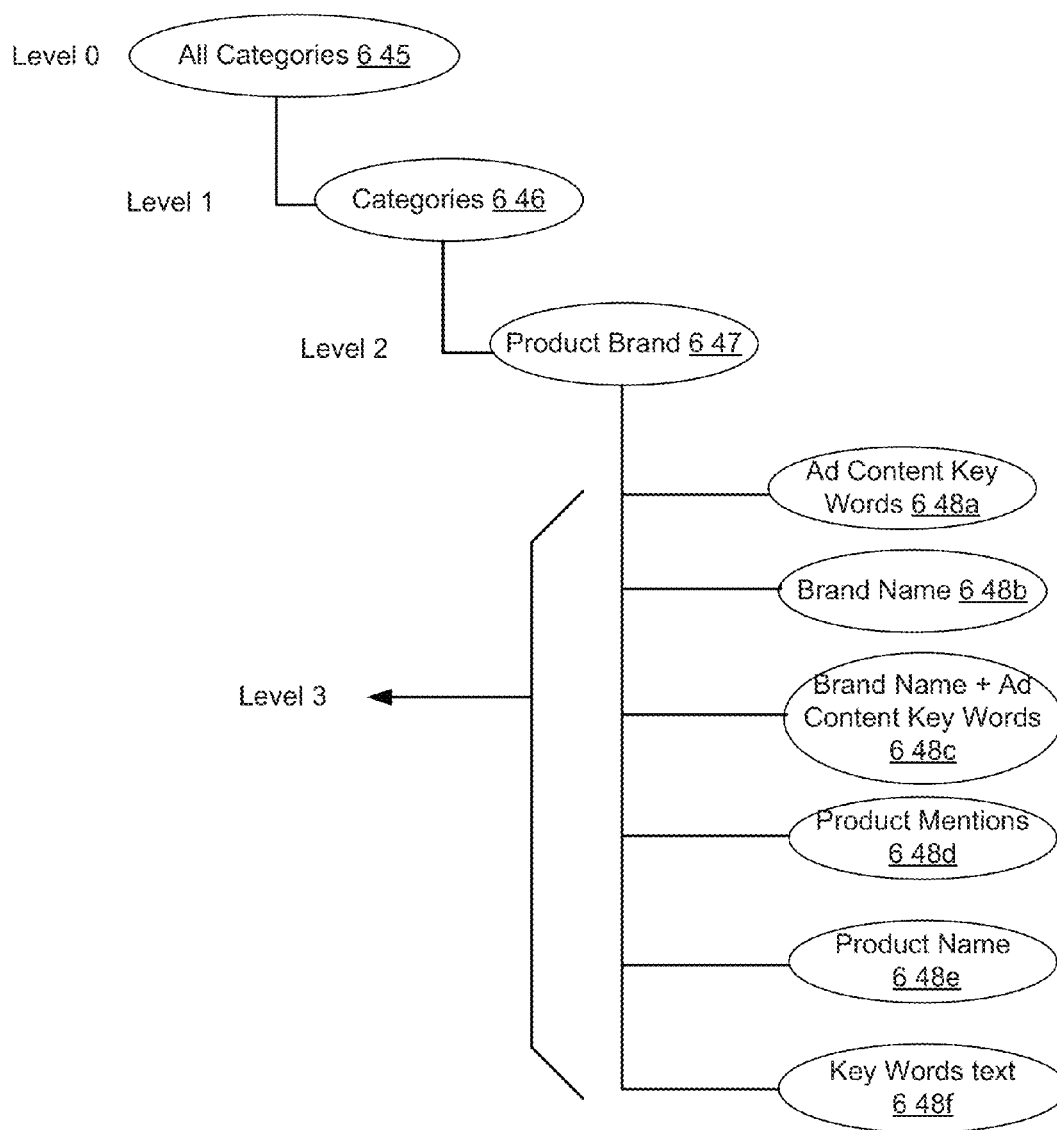 Level 0
All Categories 6 45
Level 1
Categories 6 46
Level 2
Product Brand 6 47
Ad Content Key
Words 6 48a
Brand Name 6 48b
Level 3
Brand Name + Ad
Content Key Words
6 48c
Product Mentions
6 48d
Product Name
6 48e
Key Words text
6 48f